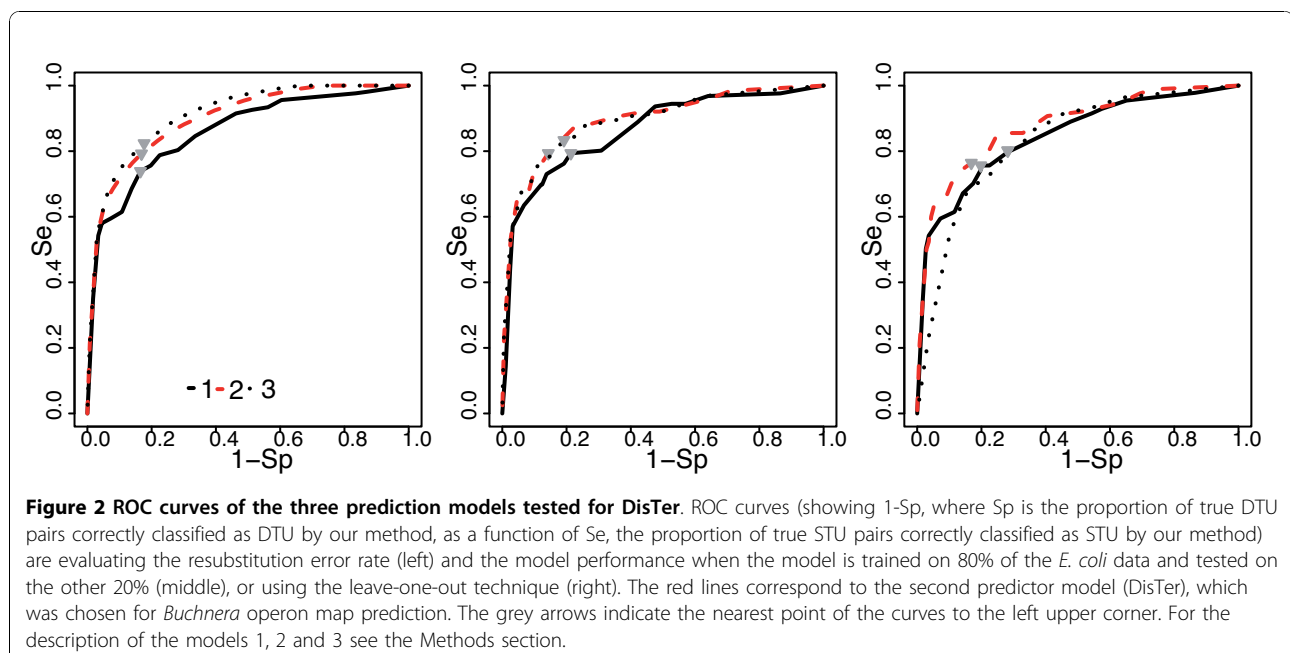 0.0 0.2 0.4 0.6 0.8 1.0
Se
0.0 0.2 0.4 0.6 0.8 1.0
1−Sp
1 2 3
0.0 0.2 0.4 0.6 0.8 1.0
Se
0.0 0.2 0.4 0.6 0.8 1.0
1−Sp
0.0 0.2 0.4 0.6 0.8 1.0
Se
0.0 0.2 0.4 0.6 0.8 1.0
1−Sp
Figure 2 ROC curves of the three prediction models tested for DisTer. ROC curves (showing 1-Sp, where Sp is the proportion of true DTU
pairs correctly classified as DTU by our method, as a function of Se, the proportion of true STU pairs correctly classified as STU by our method)
are evaluating the resubstitution error rate (left) and the model performance when the model is trained on 80% of the E. coli data and tested on
the other 20% (middle), or using the leave-one-out technique (right). The red lines correspond to the second predictor model (DisTer), which
was chosen for Buchnera operon map prediction. The grey arrows indicate the nearest point of the curves to the left upper corner. For the
description of the models 1, 2 and 3 see the Methods section.